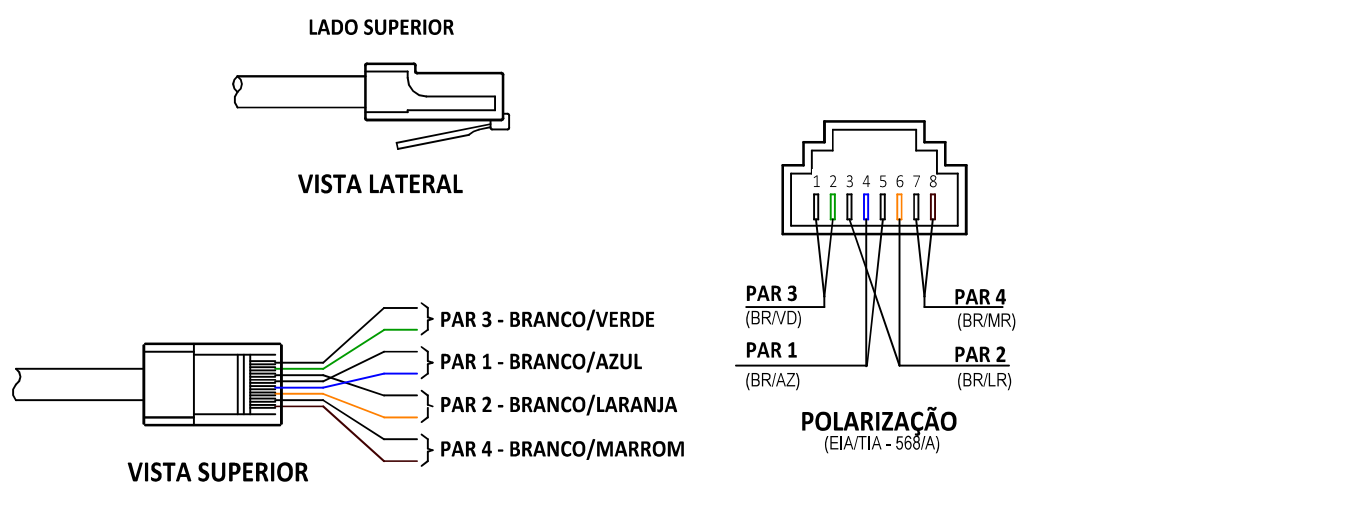 LADO SUPERIOR
VISTA LATERAL
PAR 3 - BRANCO/VERDE
PAR 1 - BRANCO/AZUL
PAR 2 - BRANCO/LARANJA
PAR 4 - BRANCO/MARROM
VISTA SUPERIOR
1 2 3 4 5 6 7 8
PAR 3
(BR/VD)
PAR 4
(BR/MR)
PAR 1
(BR/AZ)
PAR 2
(BR/LR)
POLARIZAÇÃO
(EIA/TIA - 568/A)